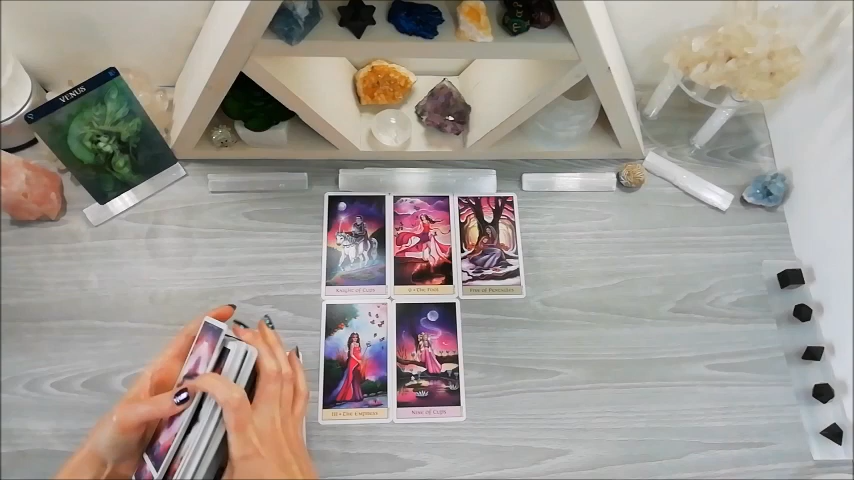 VENUS
Knight of Cups
0 • The Fool
Five of Pentacles
III • The Empress
Nine of Cups